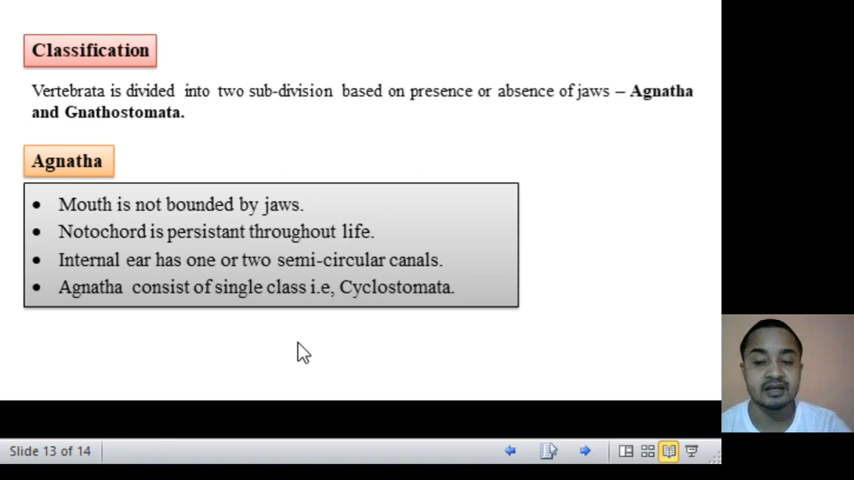 Classification
Vertebrata is divided into two sub-division based on presence or absence of jaws – Agnatha
and Gnathostomata.
Agnatha
• Mouth is not bounded by jaws.
• Notochord is persistant throughout life.
• Internal ear has one or two semi-circular canals.
• Agnatha consist of single class i.e, Cyclostomata.
Slide 13 of 14